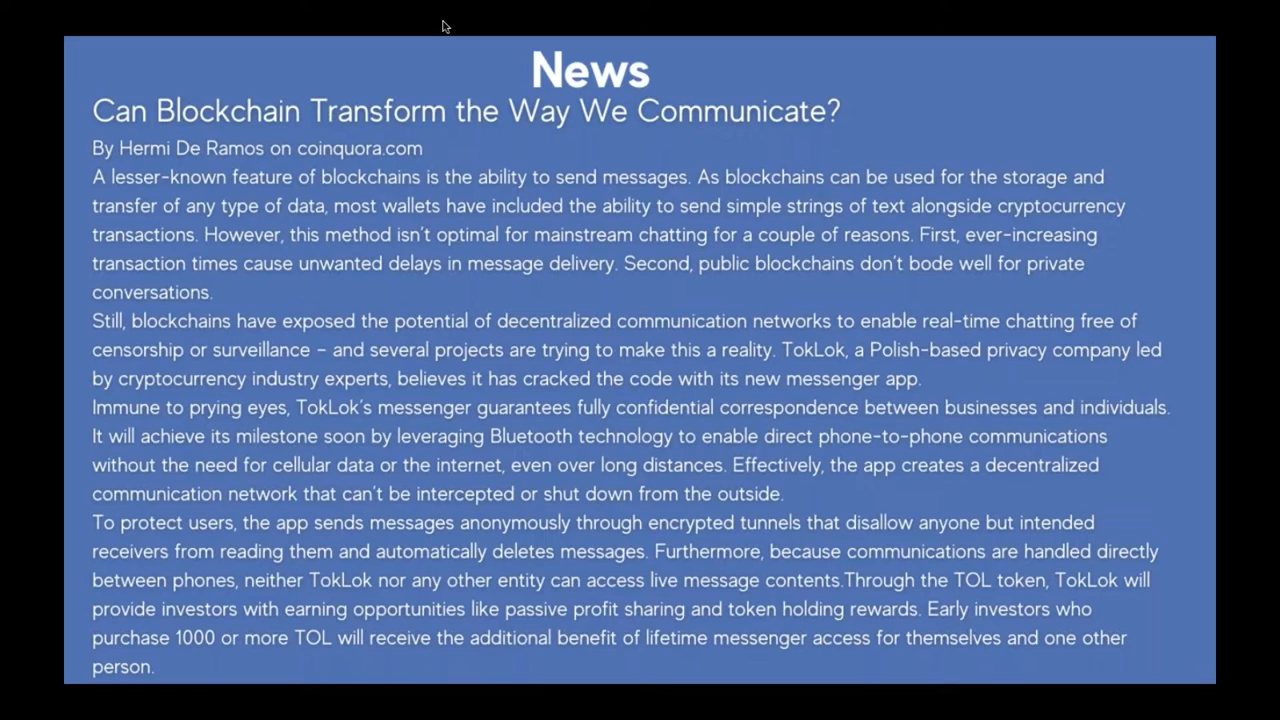 News
Can Blockchain Transform the Way We Communicate?
By Hermi De Ramos on coinquora.com
A lesser-known feature of blockchains is the ability to send messages. As blockchains can be used for the storage and
transfer of any type of data, most wallets have included the ability to send simple strings of text alongside cryptocurrency
transactions. However, this method isn't optimal for mainstream chatting for a couple of reasons. First, ever-increasing
transaction times cause unwanted delays in message delivery. Second, public blockchains don't bode well for private
conversations.
Still, blockchains have exposed the potential of decentralized communication networks to enable real-time chatting free of
censorship or surveillance – and several projects are trying to make this a reality. TokLok, a Polish-based privacy company led
by cryptocurrency industry experts, believes it has cracked the code with its new messenger app.
Immune to prying eyes, TokLok's messenger guarantees fully confidential correspondence between businesses and individuals.
It will achieve its milestone soon by leveraging Bluetooth technology to enable direct phone-to-phone communications
without the need for cellular data or the internet, even over long distances. Effectively, the app creates a decentralized
communication network that can't be intercepted or shut down from the outside.
To protect users, the app sends messages anonymously through encrypted tunnels that disallow anyone but intended
receivers from reading them and automatically deletes messages. Furthermore, because communications are handled directly
between phones, neither TokLok nor any other entity can access live message contents.Through the TOL token, TokLok will
provide investors with earning opportunities like passive profit sharing and token holding rewards. Early investors who
purchase 1000 or more TOL will receive the additional benefit of lifetime messenger access for themselves and one other
person.